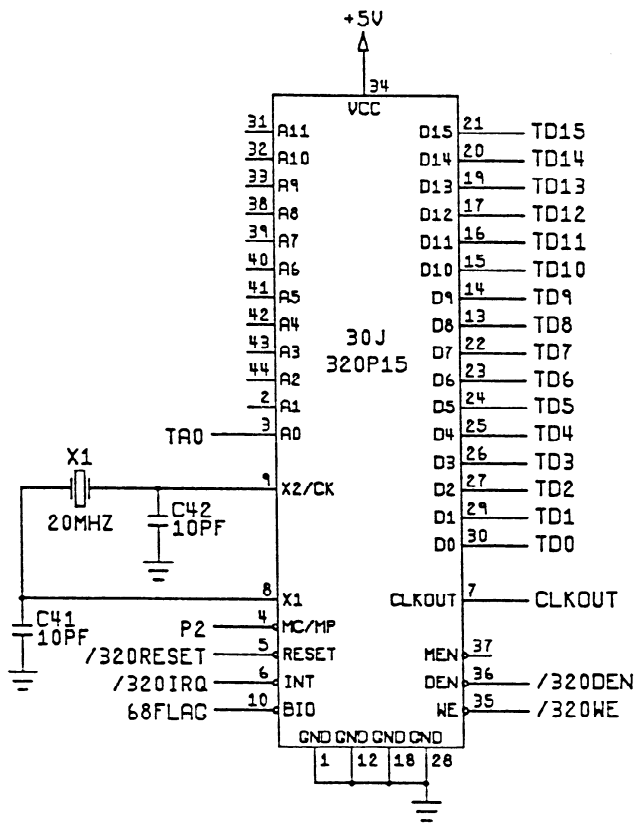 +5V
34
VCC
31 A11 D15 21 TD15
32 A10 D14 20 TD14
33 A9 D13 19 TD13
38 A8 D12 17 TD12
39 A7 D11 16 TD11
40 A6 D10 15 TD10
41 A5 D9 14 TD9
42 A4 D8 13 TD8
30J
43 A3 D7 22 TD7
320P15
44 A2 D6 23 TD6
2 A1 D5 24 TD5
TA0 3 A0 D4 25 TD4
X1 D3 26 TD3
9 X2/CK D2 27 TD2
20MHZ
C42
10PF
D1 29 TD1
D0 30 TD0
8 X1 CLKOUT 7 CLKOUT
C41
10PF
P2 4 MC/MP
/320RESET 5 RESET MEN 37
/320IRQ 6 INT DEN 36 /320DEN
68FLAG 10 BIO WE 35 /320WE
GND GND GND GND
1 12 18 28